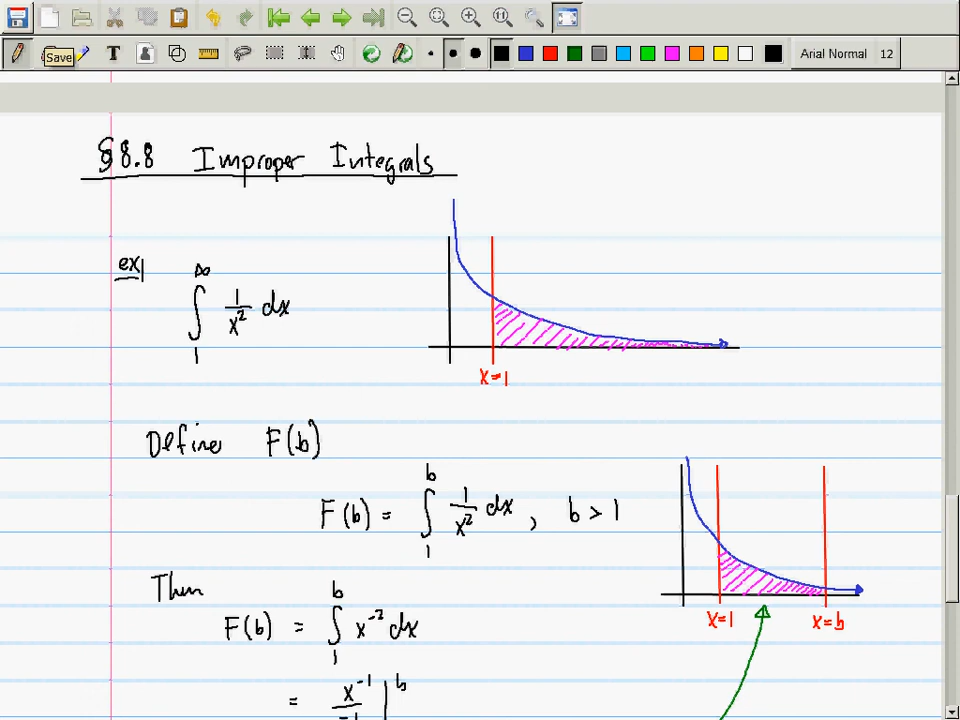 Save
T
Arial Normal 12
§8.8 Improper Integrals
ex
∫₁^∞ 1/x² dx
x=1
Define F(b)
F(b) = ∫₁^b 1/x² dx , b > 1
Then
F(b) = ∫₁^b x⁻² dx
x=1 x=b
= x⁻¹/-1 |^b